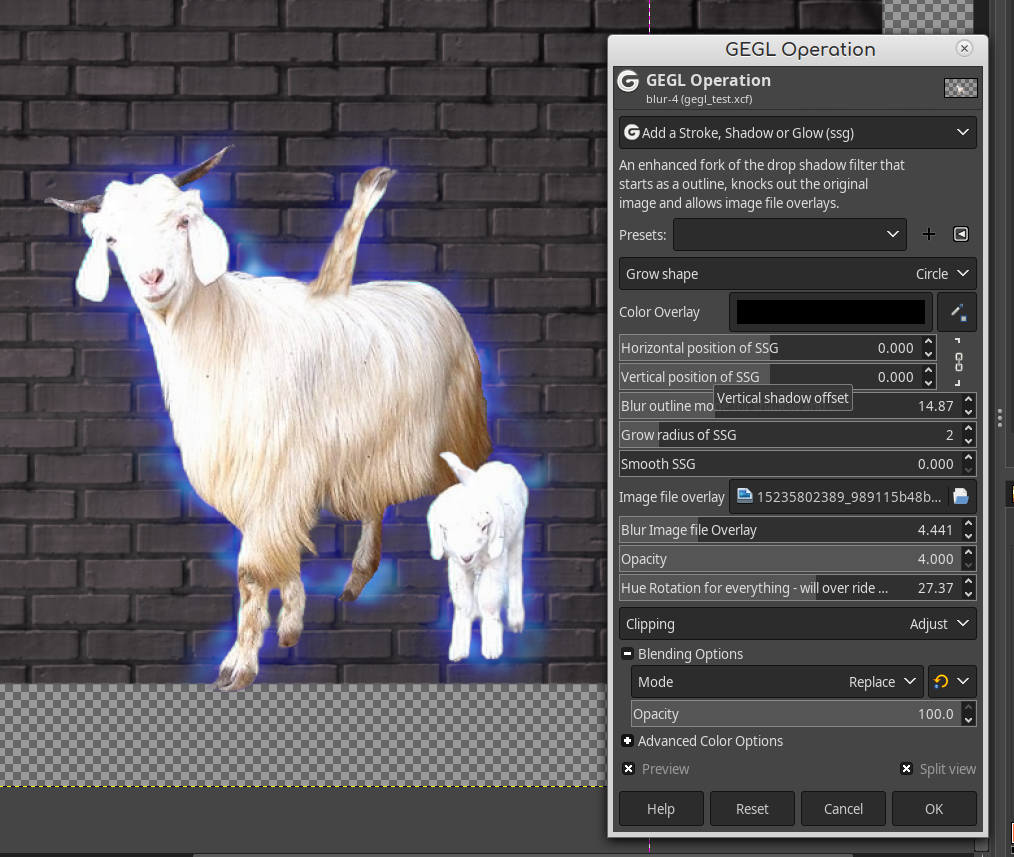 GEGL Operation
GEGL Operation
blur-4 (gegl_test.xcf)
Add a Stroke, Shadow or Glow (ssg)
An enhanced fork of the drop shadow filter that
starts as a outline, knocks out the original
image and allows image file overlays.
Presets:
Grow shape Circle
Color Overlay
Horizontal position of SSG 0.000
Vertical position of SSG 0.000
Vertical shadow offset
Blur outline mo 14.87
Grow radius of SSG 2
Smooth SSG 0.000
Image file overlay 15235802389_989115b48b...
Blur Image file Overlay 4.441
Opacity 4.000
Hue Rotation for everything - will over ride ... 27.37
Clipping Adjust
Blending Options
Mode Replace
Opacity 100.0
Advanced Color Options
Preview Split view
Help Reset Cancel OK